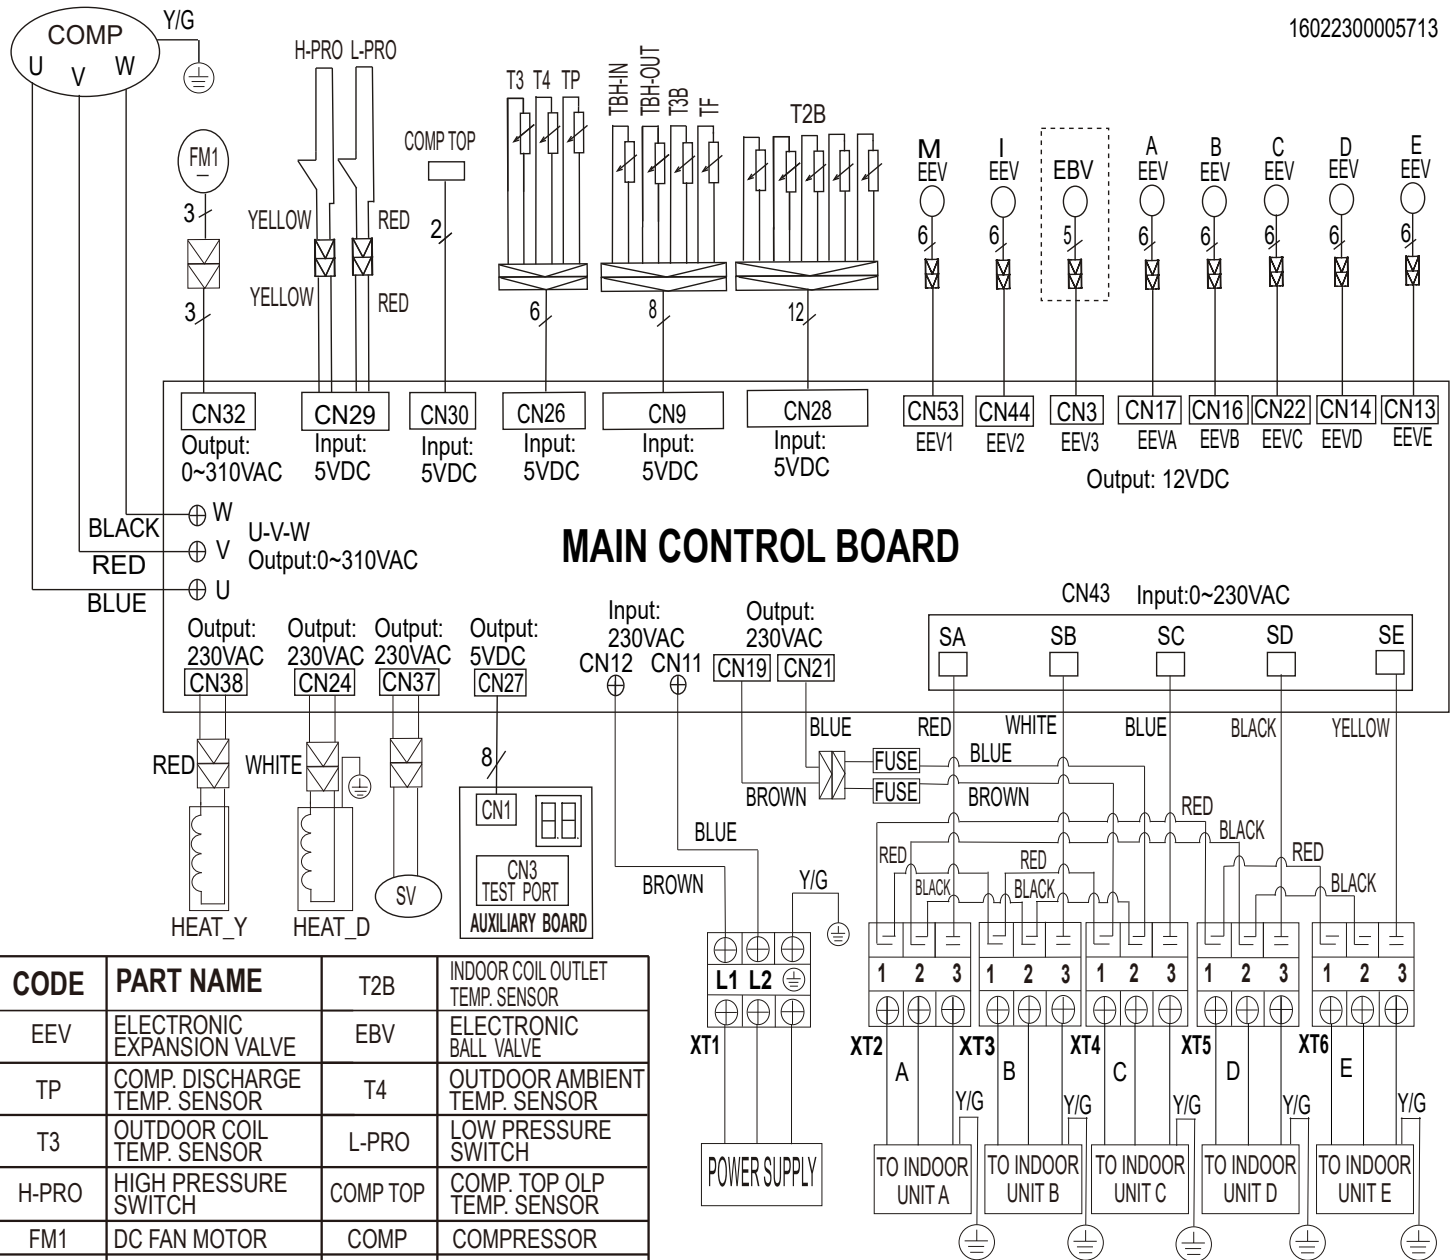 16022300005713
COMP
Y/G
U
V
W
FM1
3
3
H-PRO L-PRO
YELLOW
RED
YELLOW
RED
COMP TOP
2
T3 T4 TP
6
TBH-IN
TBH-OUT
T3B
TF
8
T2B
12
M
EEV
6
I
EEV
6
EBV
5
A
EEV
6
B
EEV
6
C
EEV
6
D
EEV
6
E
EEV
6
CN32
Output:
0~310VAC
CN29
Input:
5VDC
CN30
Input:
5VDC
CN26
Input:
5VDC
CN9
Input:
5VDC
CN28
Input:
5VDC
CN53
EEV1
CN44
EEV2
CN3
EEV3
CN17
EEVA
CN16
EEVB
CN22
EEVC
CN14
EEVD
CN13
EEVE
Output: 12VDC
BLACK
W
RED
V
BLUE
U
U-V-W
Output:0~310VAC
MAIN CONTROL BOARD
Output:
230VAC
CN38
Output:
230VAC
CN24
Output:
230VAC
CN37
Output:
5VDC
CN27
Input:
230VAC
CN12 CN11
Output:
230VAC
CN19
CN21
CN43
Input:0~230VAC
SA
SB
SC
SD
SE
RED
WHITE
HEAT_Y
HEAT_D
SV
8
CN1
CN3
TEST PORT
AUXILIARY BOARD
BLUE
BROWN
Y/G
BLUE
BROWN
FUSE
FUSE
BLUE
BROWN
RED
WHITE
BLUE
BLACK
YELLOW
RED
BLACK
RED
BLACK
RED
BLACK
RED
BLACK
L1 L2
XT1
POWER SUPPLY
1 2 3
1 2 3
1 2 3
1 2 3
1 2 3
XT2
A
XT3
B
XT4
C
XT5
D
XT6
E
Y/G
Y/G
Y/G
Y/G
Y/G
TO INDOOR
UNIT A
TO INDOOR
UNIT B
TO INDOOR
UNIT C
TO INDOOR
UNIT D
TO INDOOR
UNIT E
CODE
PART NAME
T2B
INDOOR COIL OUTLET
TEMP. SENSOR
EEV
ELECTRONIC
EXPANSION VALVE
EBV
ELECTRONIC
BALL VALVE
TP
COMP. DISCHARGE
TEMP. SENSOR
T4
OUTDOOR AMBIENT
TEMP. SENSOR
T3
OUTDOOR COIL
TEMP. SENSOR
L-PRO
LOW PRESSURE
SWITCH
H-PRO
HIGH PRESSURE
SWITCH
COMP TOP
COMP. TOP OLP
TEMP. SENSOR
FM1
DC FAN MOTOR
COMP
COMPRESSOR